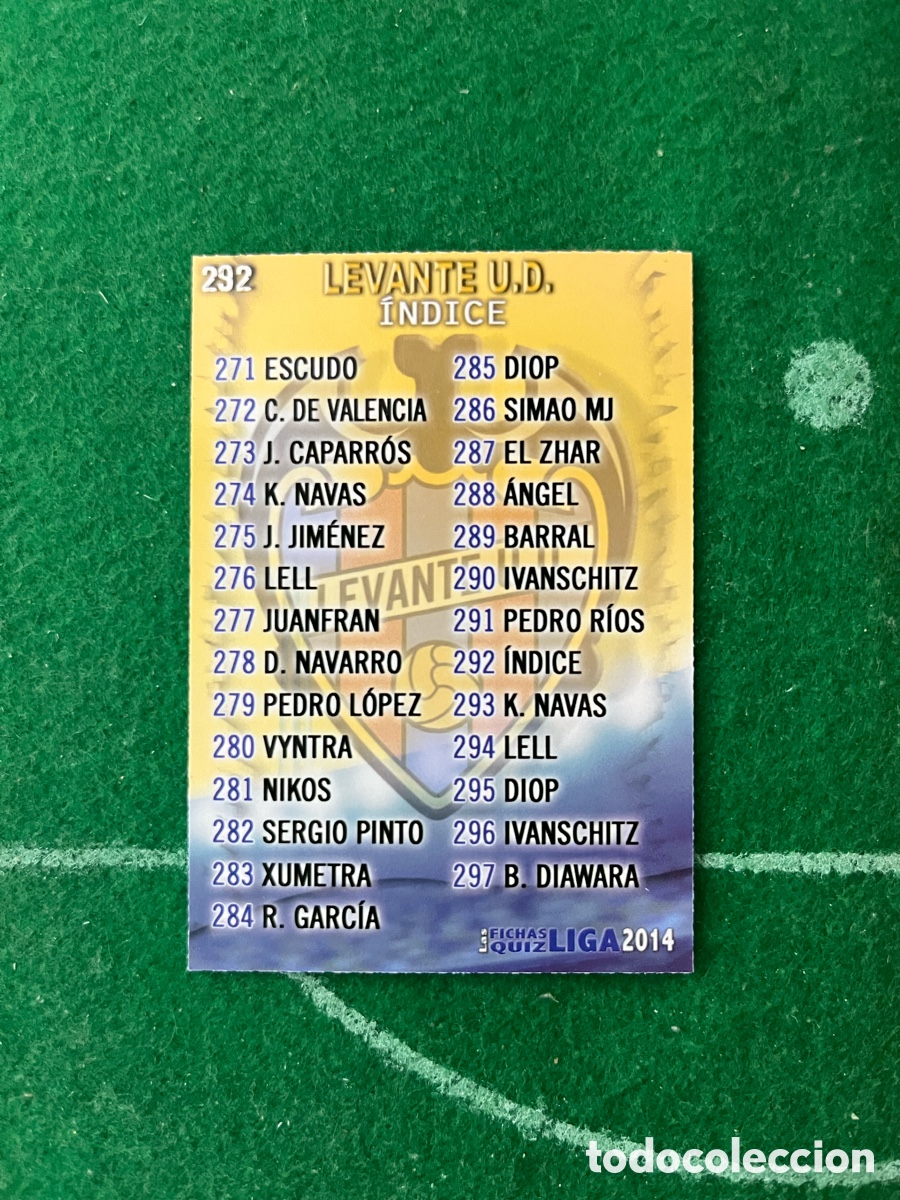 292
LEVANTE U.D.
ÍNDICE
271 ESCUDO
272 C. DE VALENCIA
273 J. CAPARRÓS
274 K. NAVAS
275 J. JIMÉNEZ
276 LELL
277 JUANFRAN
278 D. NAVARRO
279 PEDRO LÓPEZ
280 VYNTRA
281 NIKOS
282 SERGIO PINTO
283 XUMETRA
284 R. GARCÍA
285 DIOP
286 SIMAO MJ
287 EL ZHAR
288 ÁNGEL
289 BARRAL
290 IVANSCHITZ
291 PEDRO RÍOS
292 ÍNDICE
293 K. NAVAS
294 LELL
295 DIOP
296 IVANSCHITZ
297 B. DIAWARA
LEVANTE U.D.
Las FICHAS QUIZ LIGA 2014
todocoleccion